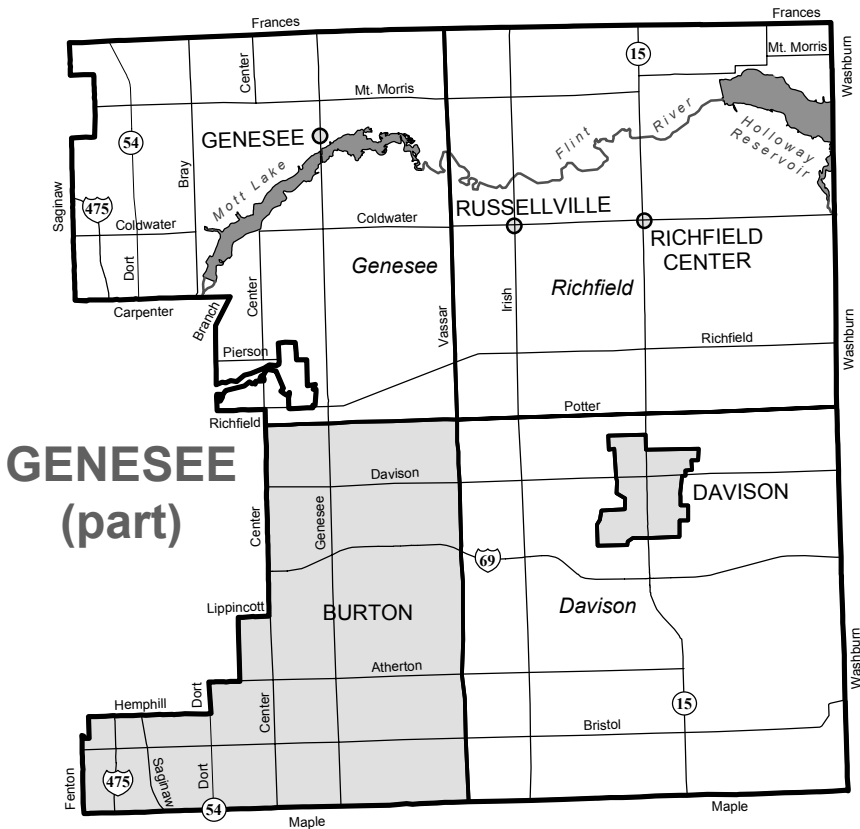 Frances
Frances
Center
15
Mt. Morris
Washburn
Mt. Morris
54
GENESEE
Flint
River
Holloway
Reservoir
Bray
Mott Lake
Saginaw
475
Coldwater
Coldwater
RUSSELLVILLE
RICHFIELD
CENTER
Dort
Genesee
Richfield
Center
Irish
Carpenter
Branch
Vassar
Washburn
Pierson
Richfield
Potter
Richfield
GENESEE
(part)
Davison
DAVISON
Center
Genesee
69
Lippincott
BURTON
Davison
Washburn
Atherton
Hemphill
Dort
Center
15
Bristol
Fenton
475
Saginaw
Dort
54
Maple
Maple